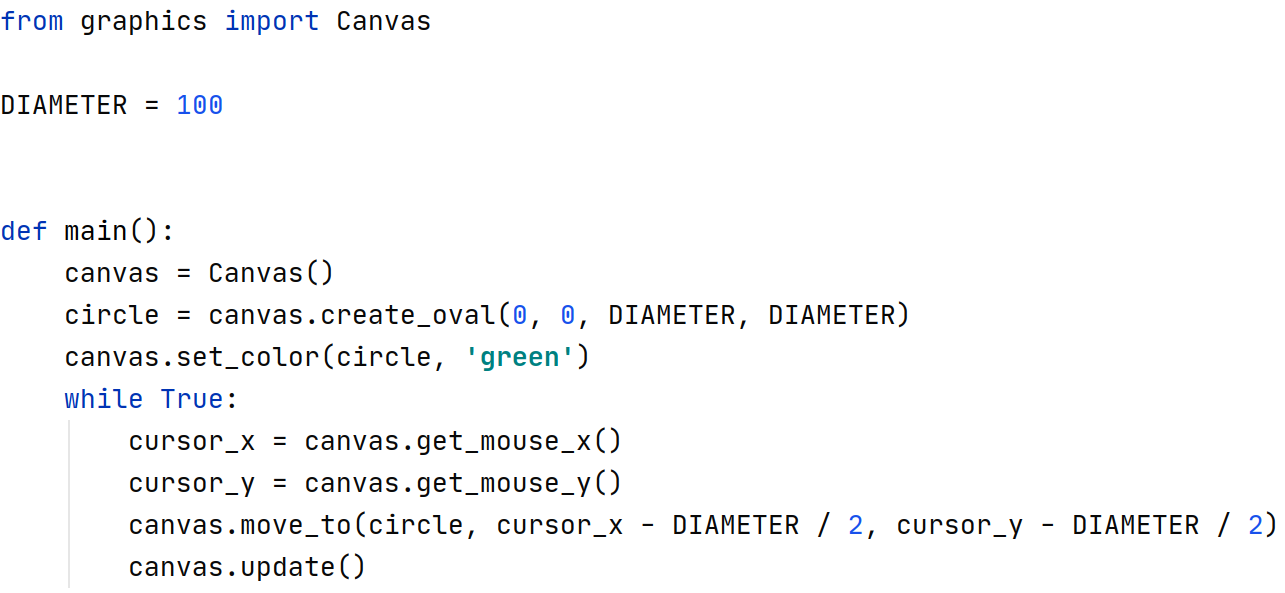 from graphics import Canvas
DIAMETER = 100
def main():
    canvas = Canvas()
    circle = canvas.create_oval(0, 0, DIAMETER, DIAMETER)
    canvas.set_color(circle, 'green')
    while True:
        cursor_x = canvas.get_mouse_x()
        cursor_y = canvas.get_mouse_y()
        canvas.move_to(circle, cursor_x - DIAMETER / 2, cursor_y - DIAMETER / 2)
        canvas.update()